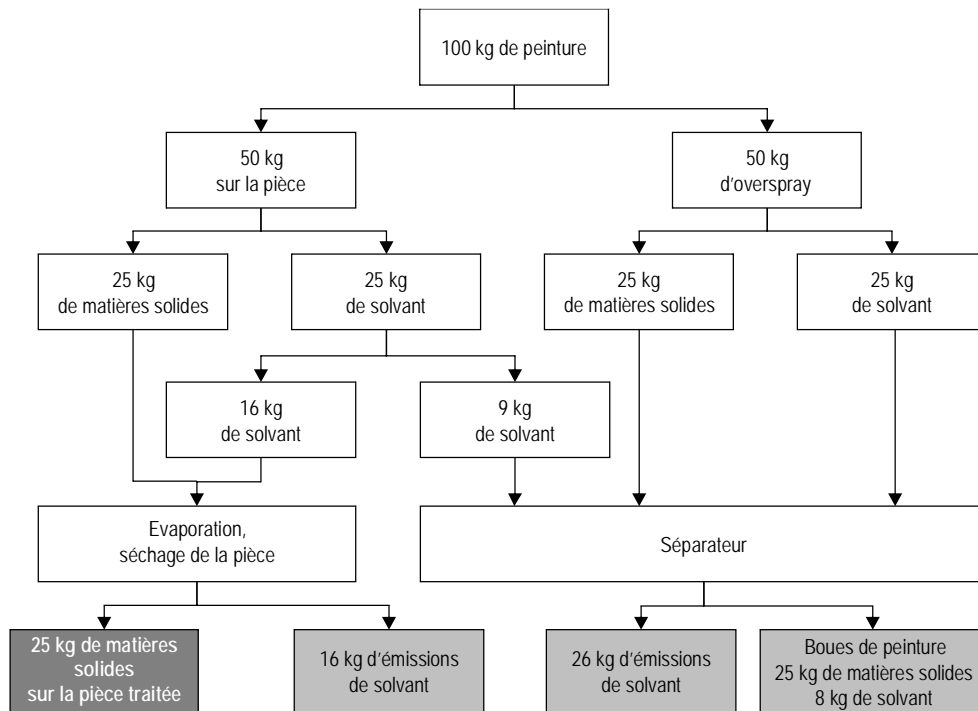 100 kg de peinture
50 kg
sur la pièce
50 kg
d'overspray
25 kg
de matières solides
25 kg
de solvant
25 kg
de matières solides
25 kg
de solvant
16 kg
de solvant
9 kg
de solvant
Evaporation,
séchage de la pièce
Séparateur
25 kg de matières
solides
sur la pièce traitée
16 kg d'émissions
de solvant
26 kg d'émissions
de solvant
Boues de peinture
25 kg de matières solides
8 kg de solvant